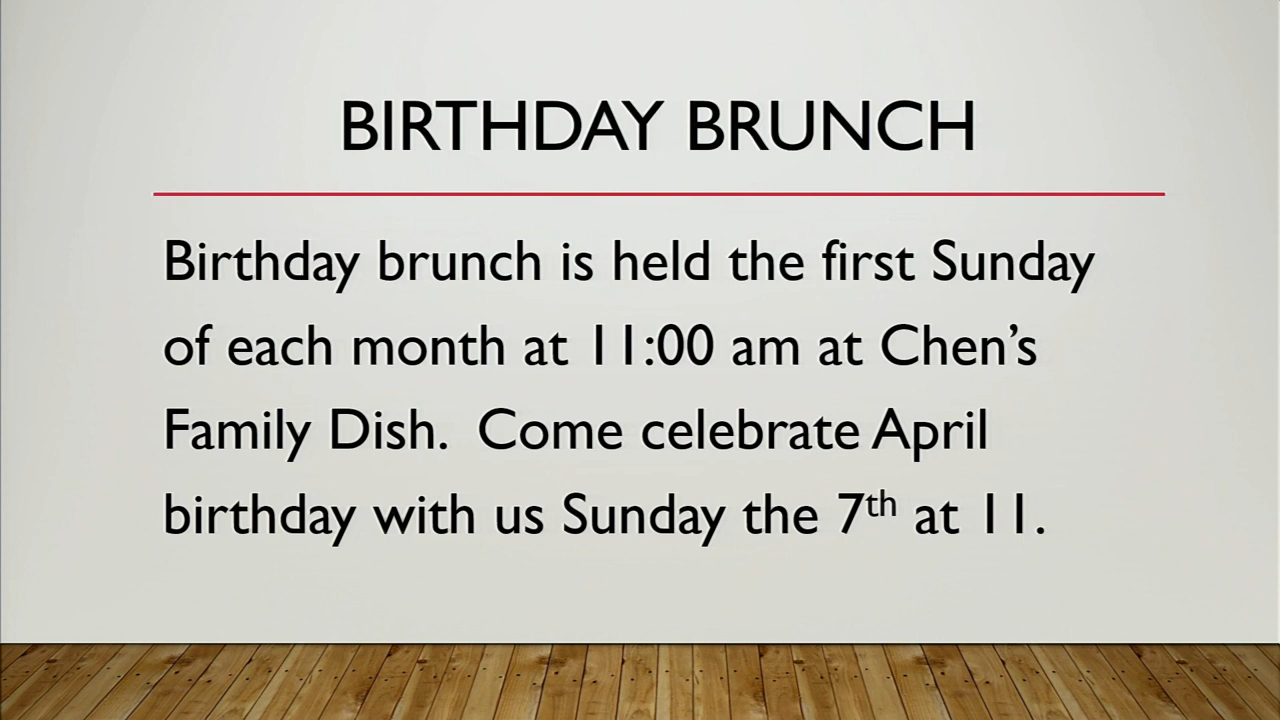 BIRTHDAY BRUNCH
Birthday brunch is held the first Sunday
of each month at 11:00 am at Chen’s
Family Dish.  Come celebrate April
birthday with us Sunday the 7th at 11.